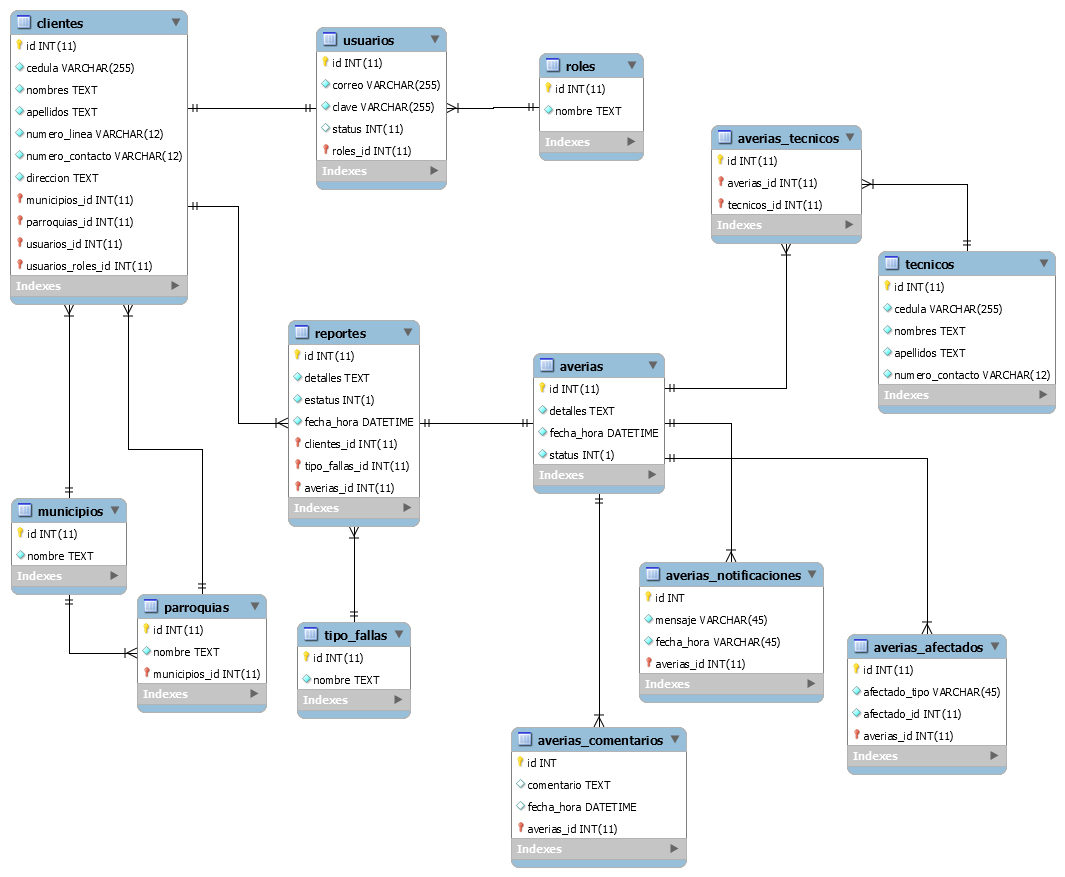 clientes
id INT(11)
cedula VARCHAR(255)
nombres TEXT
apellidos TEXT
numero_linea VARCHAR(12)
numero_contacto VARCHAR(12)
direccion TEXT
municipios_id INT(11)
parroquias_id INT(11)
usuarios_id INT(11)
usuarios_roles_id INT(11)
Indexes
usuarios
id INT(11)
correo VARCHAR(255)
clave VARCHAR(255)
status INT(11)
roles_id INT(11)
Indexes
roles
id INT(11)
nombre TEXT
Indexes
averias_tecnicos
id INT(11)
averias_id INT(11)
tecnicos_id INT(11)
Indexes
tecnicos
id INT(11)
cedula VARCHAR(255)
nombres TEXT
apellidos TEXT
numero_contacto VARCHAR(12)
Indexes
reportes
id INT(11)
detalles TEXT
estatus INT(1)
fecha_hora DATETIME
clientes_id INT(11)
tipo_fallas_id INT(11)
averias_id INT(11)
Indexes
averias
id INT(11)
detalles TEXT
fecha_hora DATETIME
status INT(1)
Indexes
municipios
id INT(11)
nombre TEXT
Indexes
parroquias
id INT(11)
nombre TEXT
municipios_id INT(11)
Indexes
tipo_fallas
id INT(11)
nombre TEXT
Indexes
averias_notificaciones
id INT
mensaje VARCHAR(45)
fecha_hora VARCHAR(45)
averias_id INT(11)
Indexes
averias_afectados
id INT(11)
afectado_tipo VARCHAR(45)
afectado_id INT(11)
averias_id INT(11)
Indexes
averias_comentarios
id INT
comentario TEXT
fecha_hora DATETIME
averias_id INT(11)
Indexes